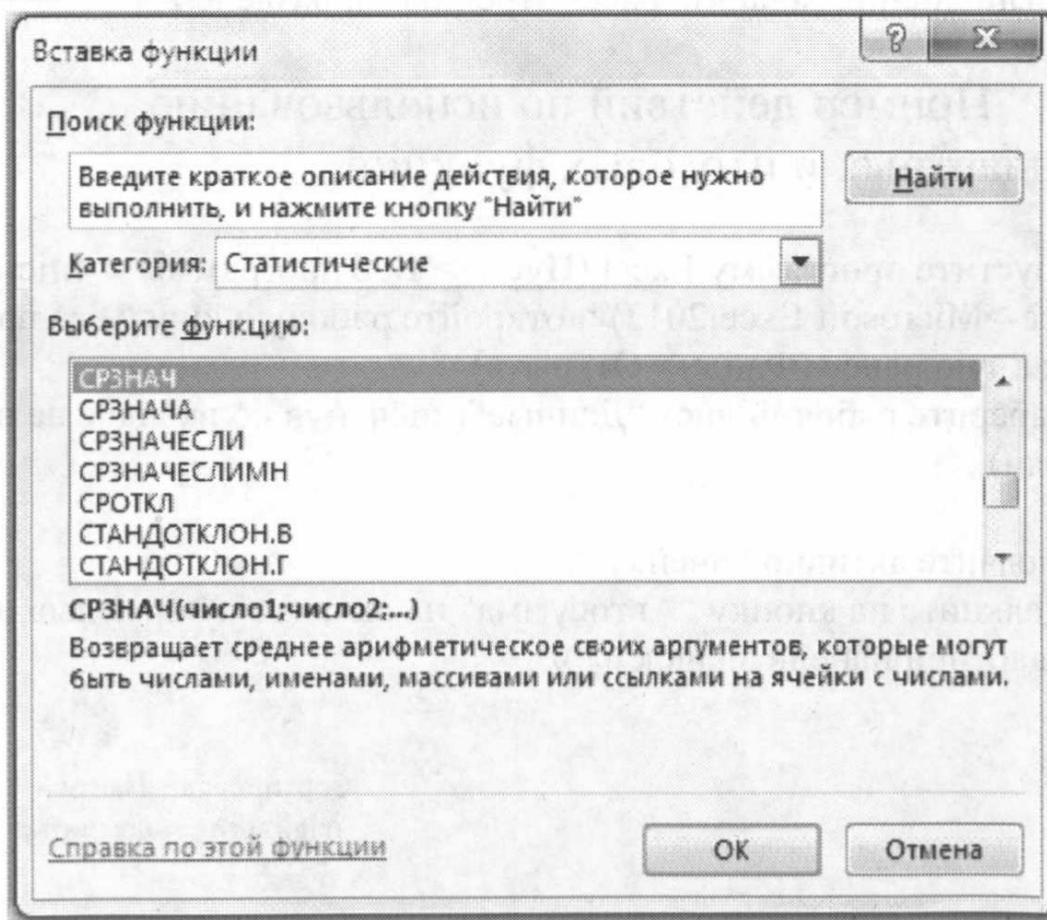 Вставка функции
Поиск функции:
Введите краткое описание действия, которое нужно
выполнить, и нажмите кнопку "Найти"
Найти
Категория: Статистические
Выберите функцию:
СРЗНАЧ
СРЗНАЧА
СРЗНАЧЕСЛИ
СРЗНАЧЕСЛИМН
СРОТКЛ
СТАНДОТКЛОН.В
СТАНДОТКЛОН.Г
СРЗНАЧ(число1;число2;...)
Возвращает среднее арифметическое своих аргументов, которые могут
быть числами, именами, массивами или ссылками на ячейки с числами.
Справка по этой функции
ОК
Отмена